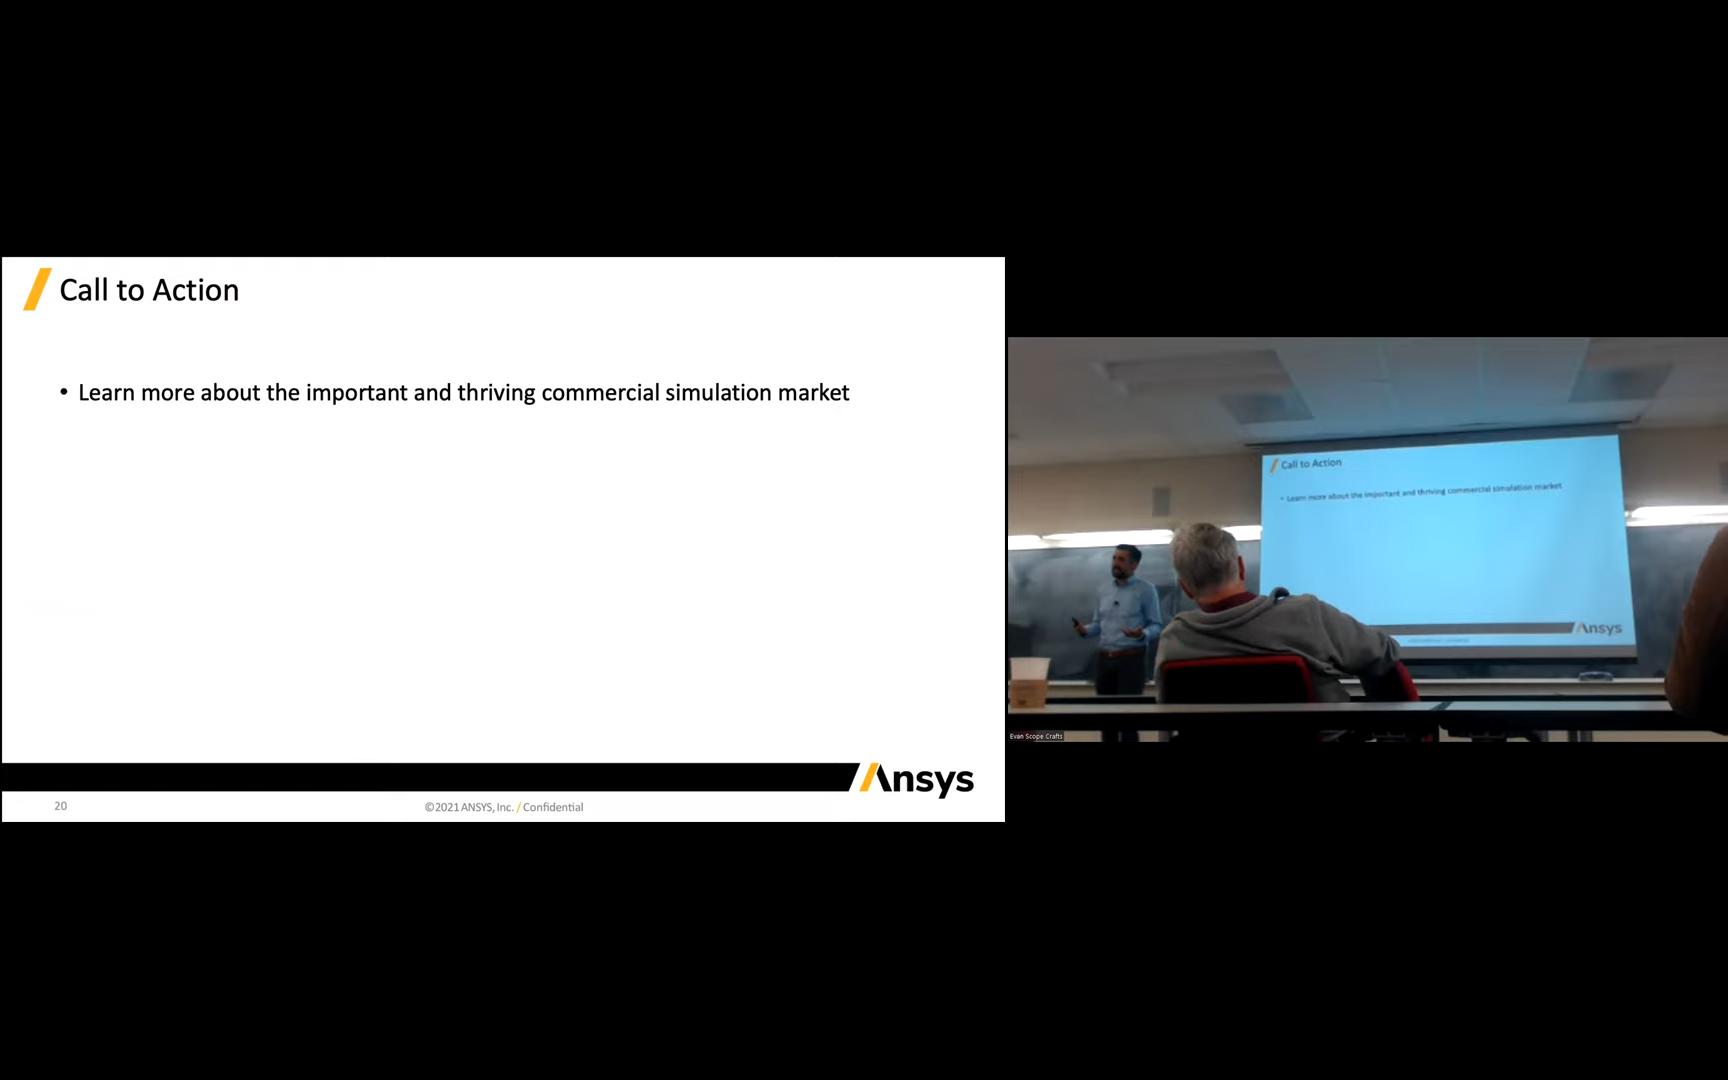 Call to Action
• Learn more about the important and thriving commercial simulation market
Ansys
20
©2021 ANSYS, Inc. / Confidential
Call to Action
• Learn more about the important and thriving commercial simulation market
Ansys
Evan Scope Crafts